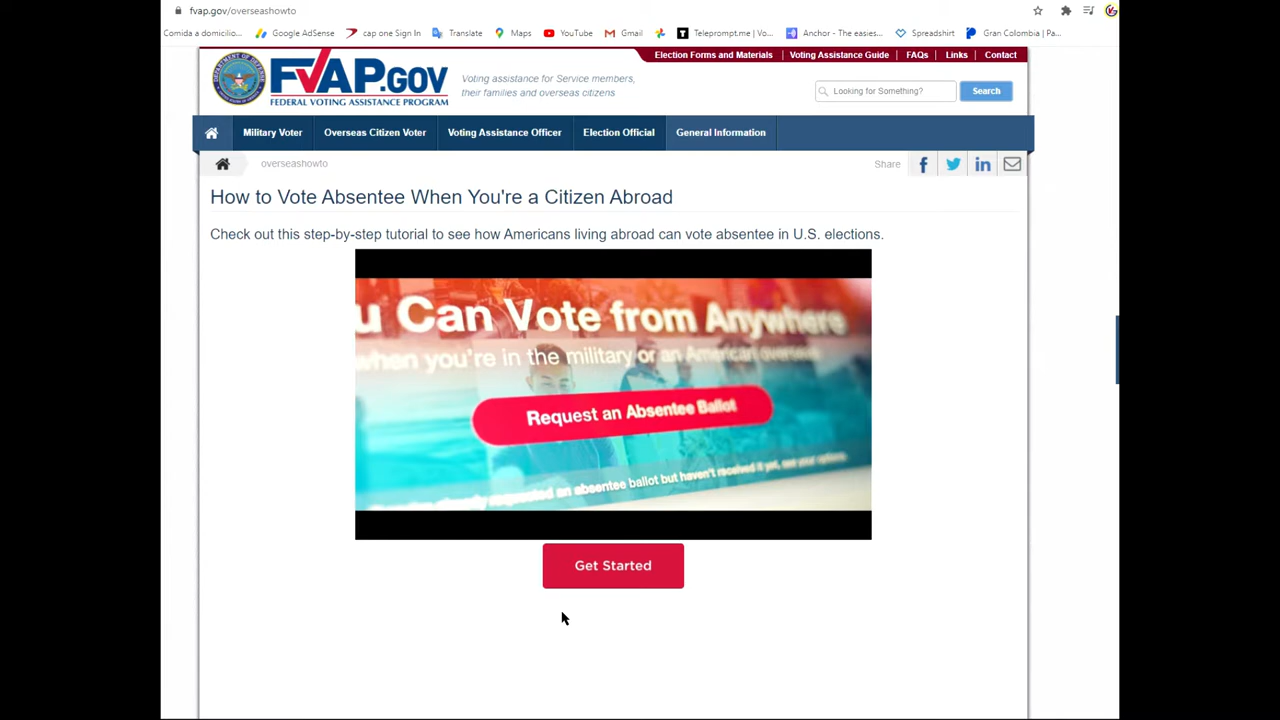 fvap.gov/overseashowto
Comida a domicilio... Google AdSense cap one Sign In Translate Maps YouTube Gmail Teleprompt.me | Vo... Anchor - The easies... Spreadshirt Gran Colombia | Pa...
Election Forms and Materials Voting Assistance Guide FAQs Links Contact
FVAP.GOV
FEDERAL VOTING ASSISTANCE PROGRAM
Voting assistance for Service members,
their families and overseas citizens
Looking for Something? Search
Military Voter Overseas Citizen Voter Voting Assistance Officer Election Official General Information
overseashowto Share
How to Vote Absentee When You're a Citizen Abroad
Check out this step-by-step tutorial to see how Americans living abroad can vote absentee in U.S. elections.
u Can Vote from Anywhere
when you're in the military or an American overseas
Request an Absentee Ballot
already requested an absentee ballot but haven't received it yet, see your options.
Get Started